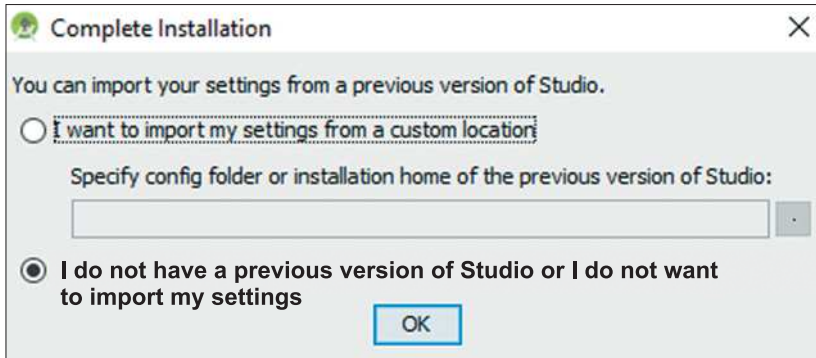 Complete Installation
You can import your settings from a previous version of Studio.
I want to import my settings from a custom location
Specify config folder or installation home of the previous version of Studio:
I do not have a previous version of Studio or I do not want
to import my settings
OK